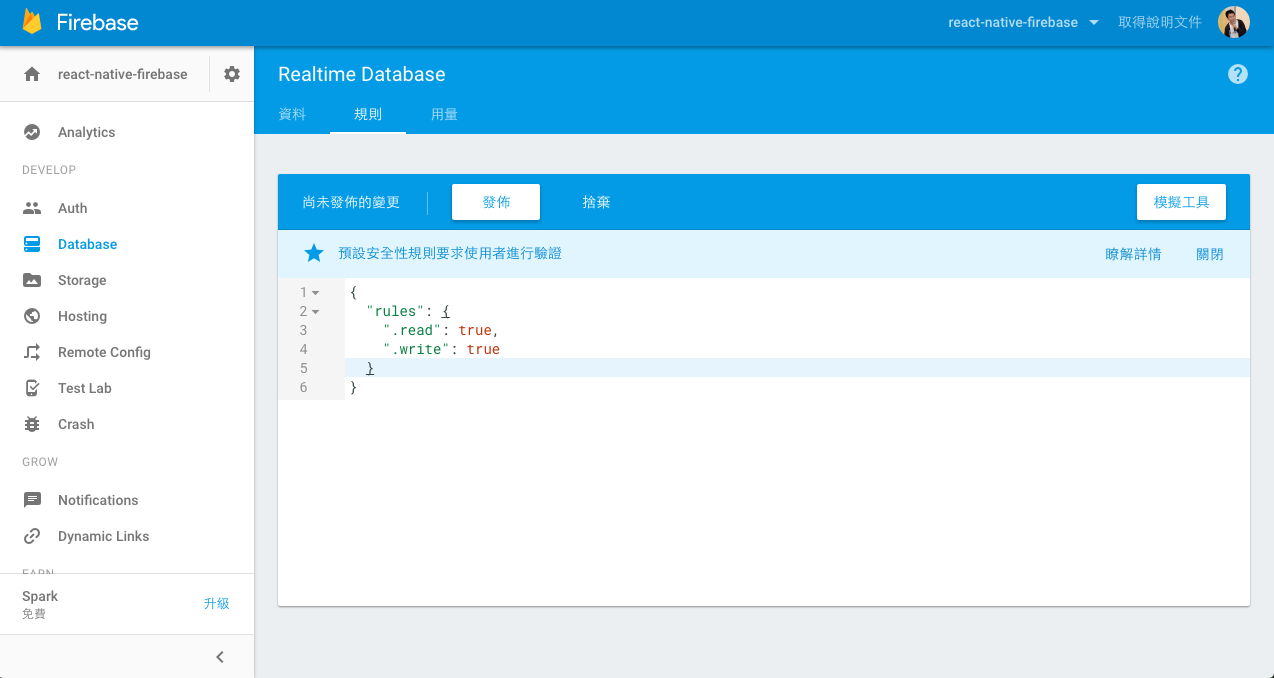 Firebase
react-native-firebase 取得說明文件
react-native-firebase
Realtime Database
資料 規則 用量
Analytics
DEVELOP
Auth
Database
Storage
Hosting
Remote Config
Test Lab
Crash
GROW
Notifications
Dynamic Links
EARN
Spark
免費
升級
尚未發佈的變更 發佈 捨棄 模擬工具
預設安全性規則要求使用者進行驗證 瞭解詳情 關閉
1 {
2 "rules": {
3 ".read": true,
4 ".write": true
5 }
6 }